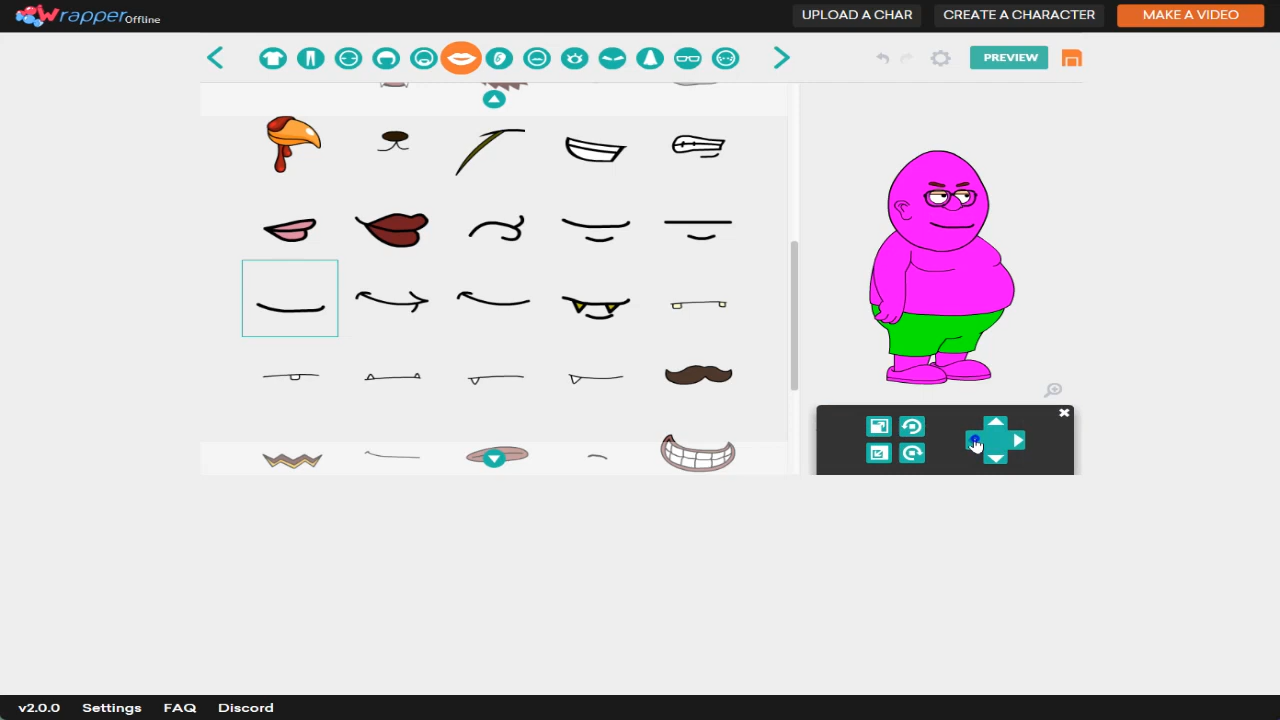 Wrapper Offline
UPLOAD A CHAR
CREATE A CHARACTER
MAKE A VIDEO
PREVIEW
v2.0.0
Settings
FAQ
Discord